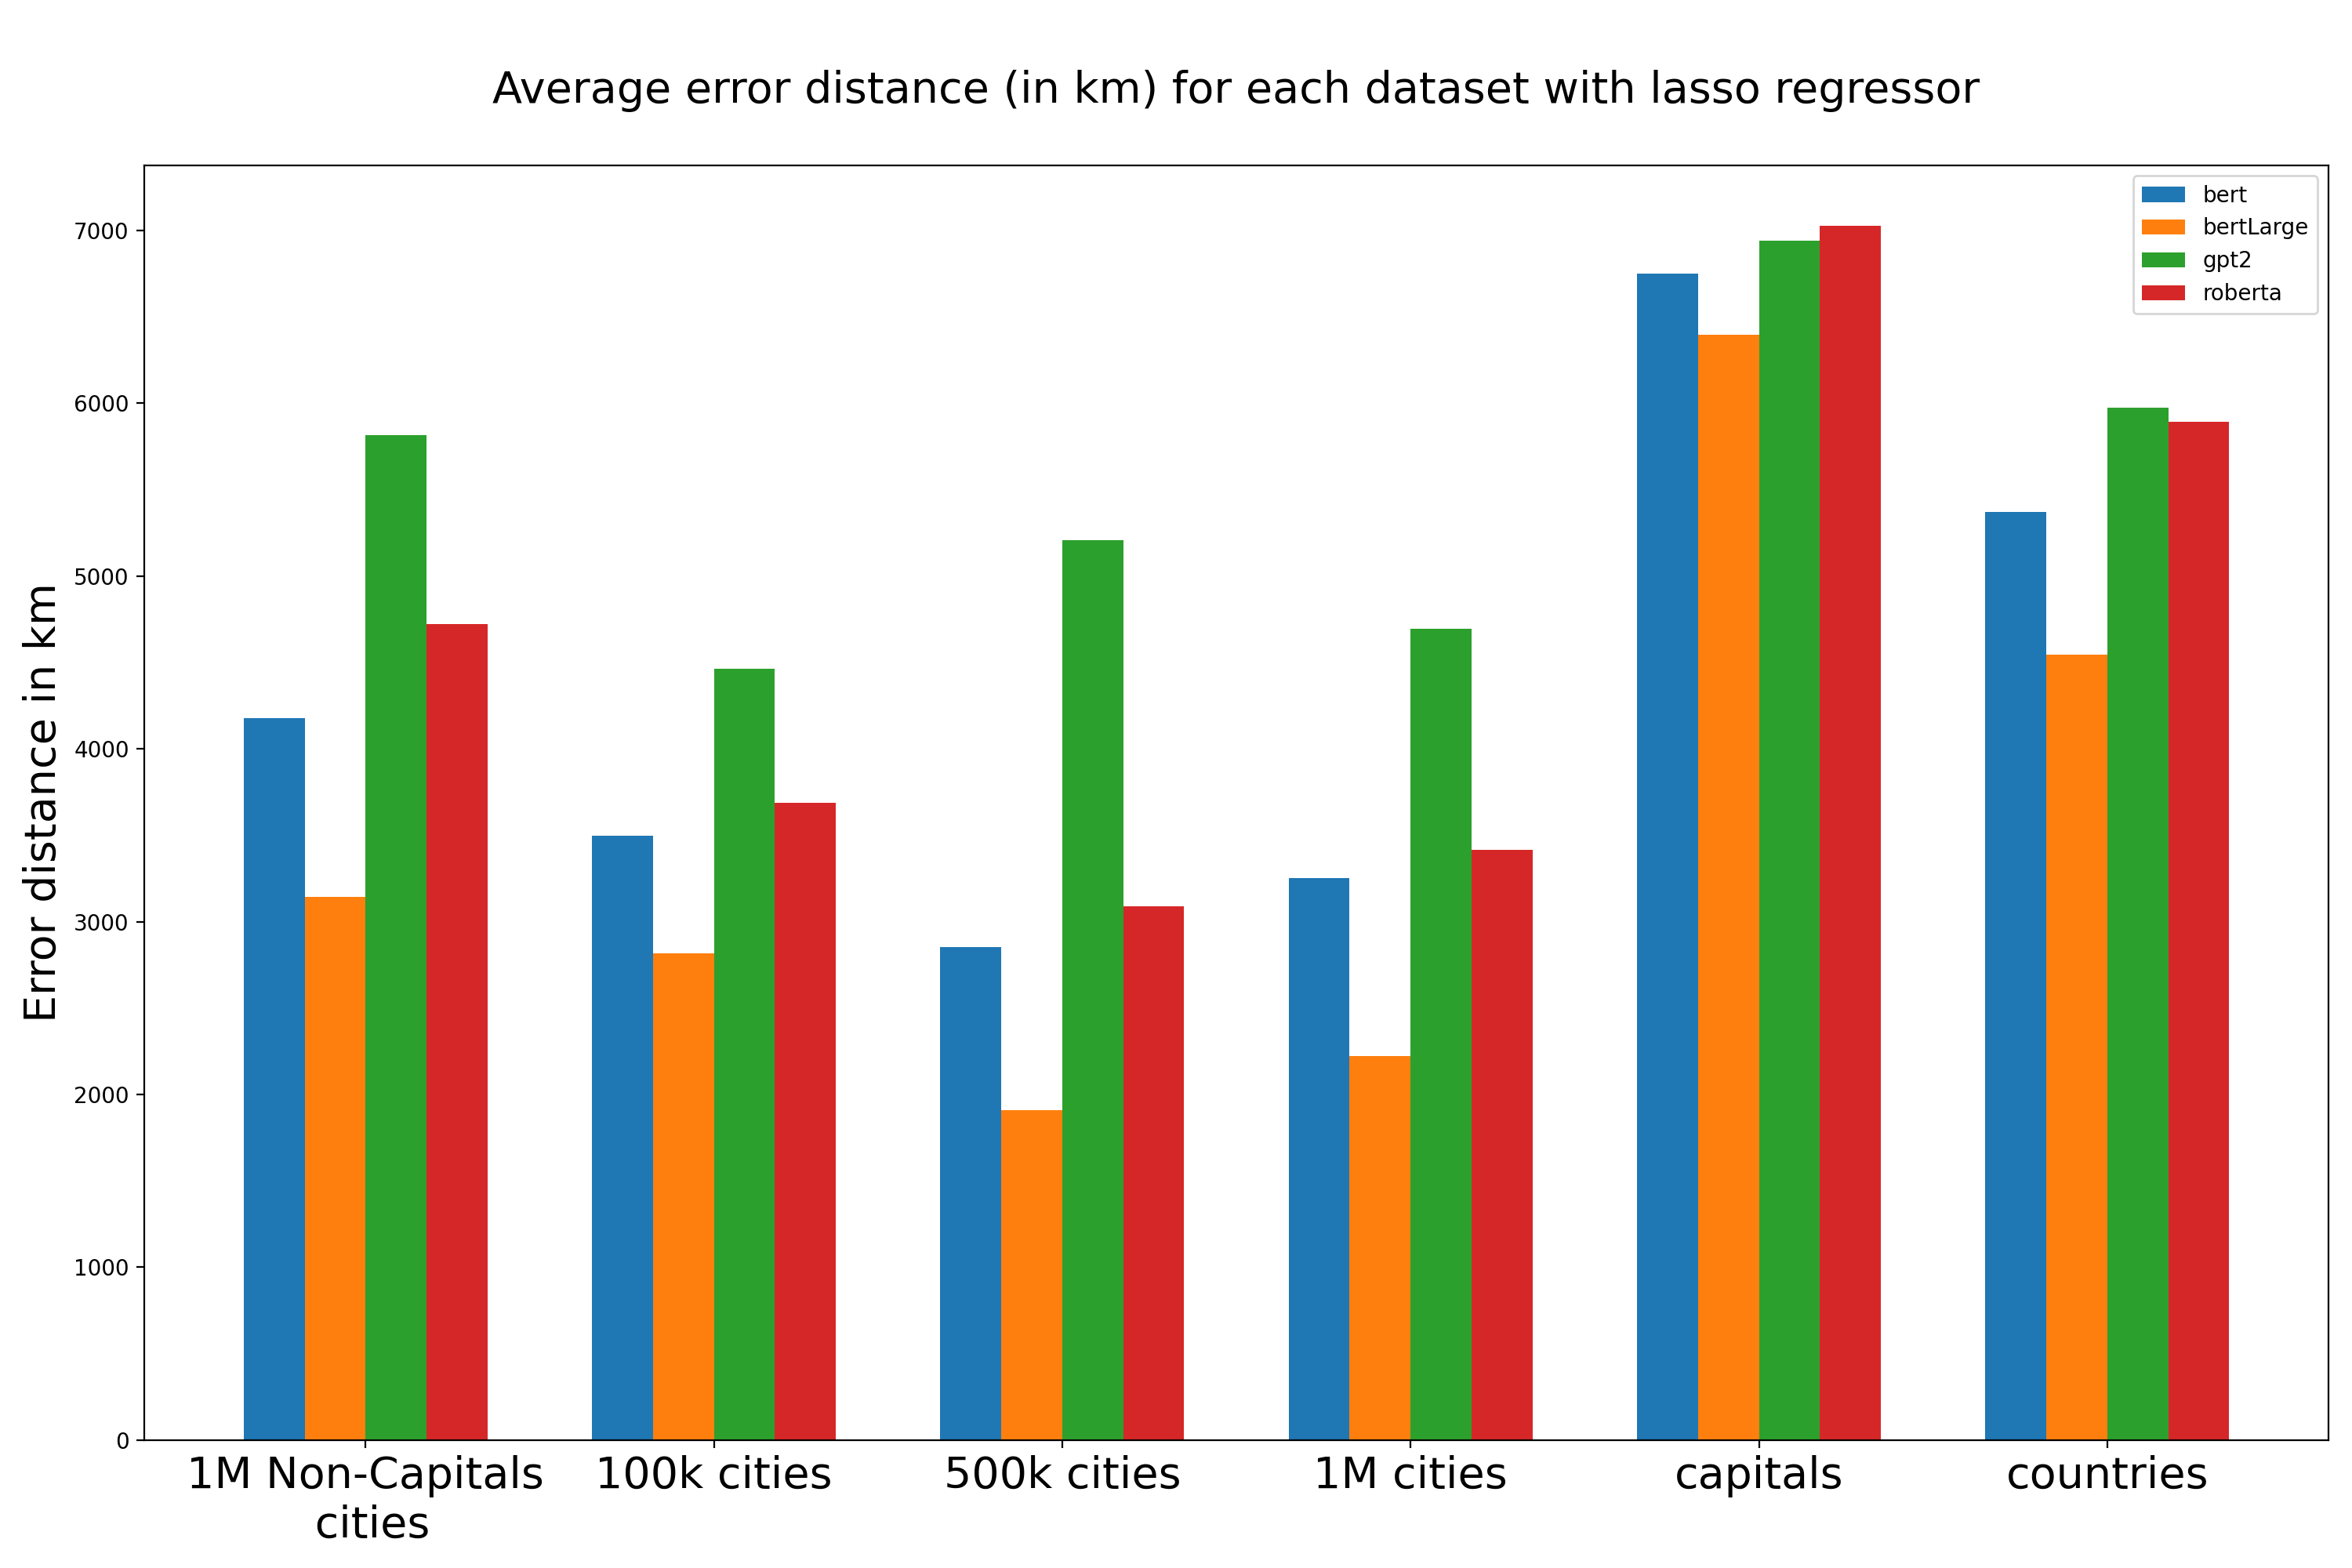 Average error distance (in km) for each dataset with lasso regressor
bert
bertLarge
gpt2
roberta
Error distance in km
7000
6000
5000
4000
3000
2000
1000
0
1M Non-Capitals
cities
100k cities
500k cities
1M cities
capitals
countries